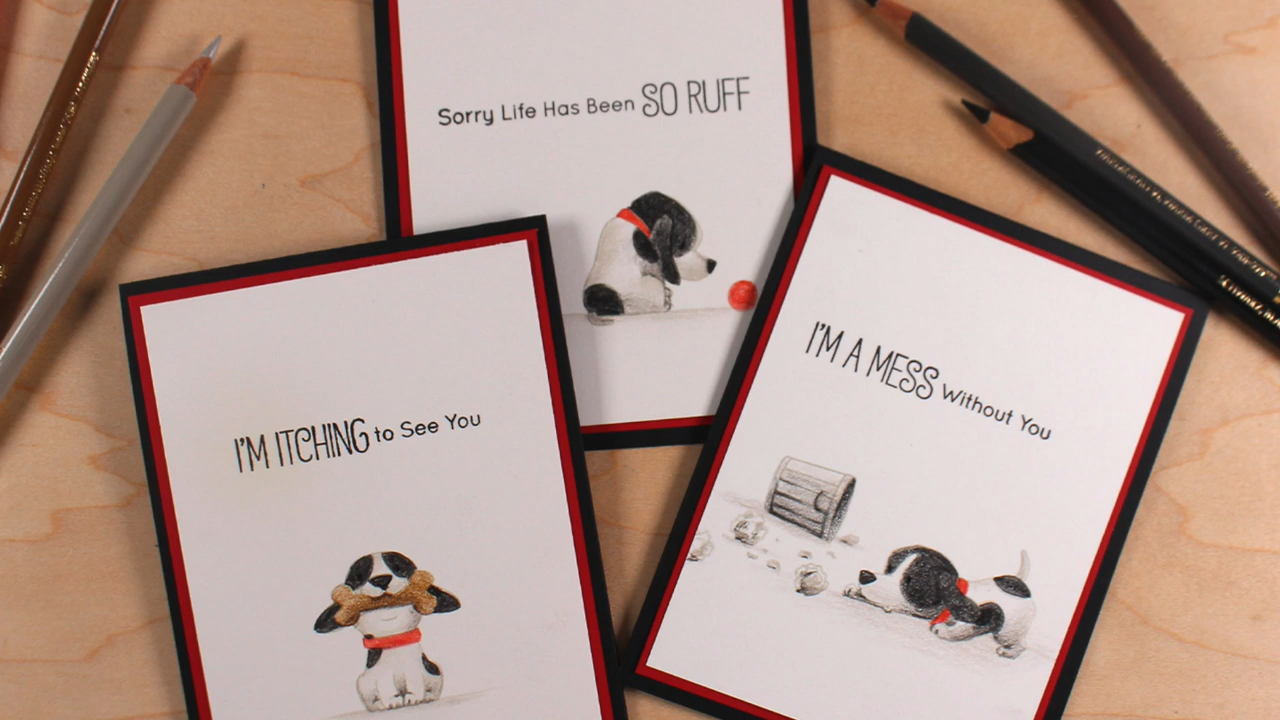 Sorry Life Has Been SO RUFF
I'M ITCHING to See You
I'M A MESS Without You